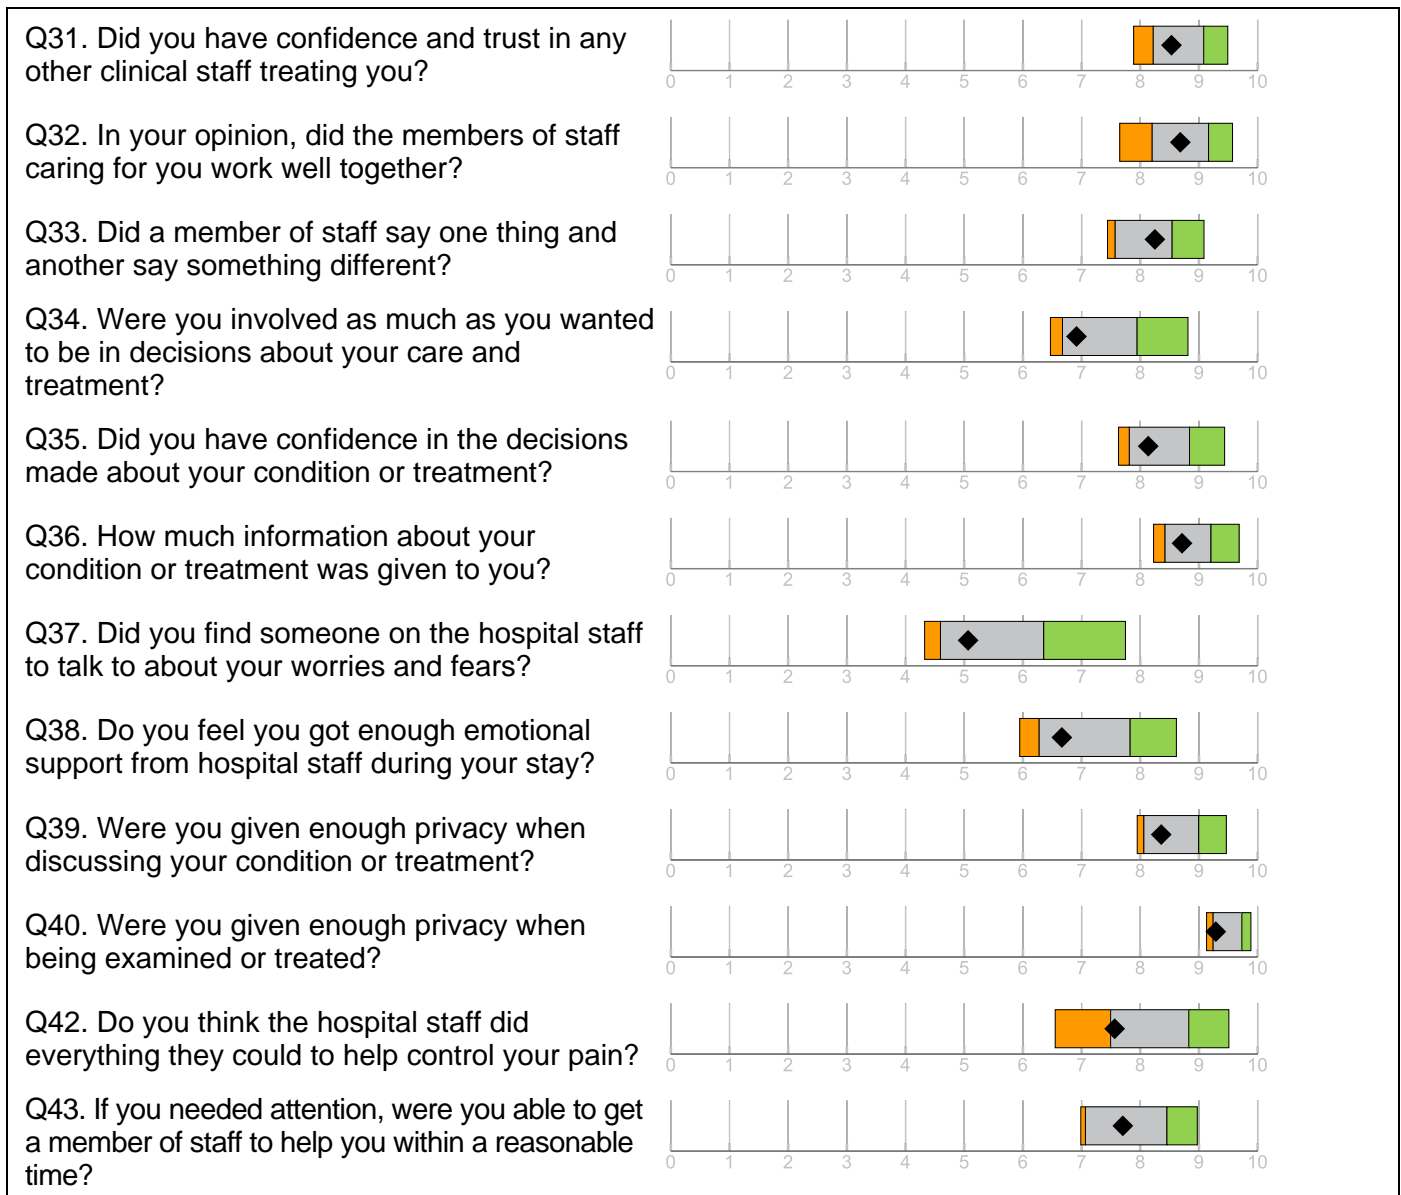 Q31. Did you have confidence and trust in any
other clinical staff treating you?
0 1 2 3 4 5 6 7 8 9 10
Q32. In your opinion, did the members of staff
caring for you work well together?
0 1 2 3 4 5 6 7 8 9 10
Q33. Did a member of staff say one thing and
another say something different?
0 1 2 3 4 5 6 7 8 9 10
Q34. Were you involved as much as you wanted
to be in decisions about your care and
treatment?
0 1 2 3 4 5 6 7 8 9 10
Q35. Did you have confidence in the decisions
made about your condition or treatment?
0 1 2 3 4 5 6 7 8 9 10
Q36. How much information about your
condition or treatment was given to you?
0 1 2 3 4 5 6 7 8 9 10
Q37. Did you find someone on the hospital staff
to talk to about your worries and fears?
0 1 2 3 4 5 6 7 8 9 10
Q38. Do you feel you got enough emotional
support from hospital staff during your stay?
0 1 2 3 4 5 6 7 8 9 10
Q39. Were you given enough privacy when
discussing your condition or treatment?
0 1 2 3 4 5 6 7 8 9 10
Q40. Were you given enough privacy when
being examined or treated?
0 1 2 3 4 5 6 7 8 9 10
Q42. Do you think the hospital staff did
everything they could to help control your pain?
0 1 2 3 4 5 6 7 8 9 10
Q43. If you needed attention, were you able to get
a member of staff to help you within a reasonable
time?
0 1 2 3 4 5 6 7 8 9 10